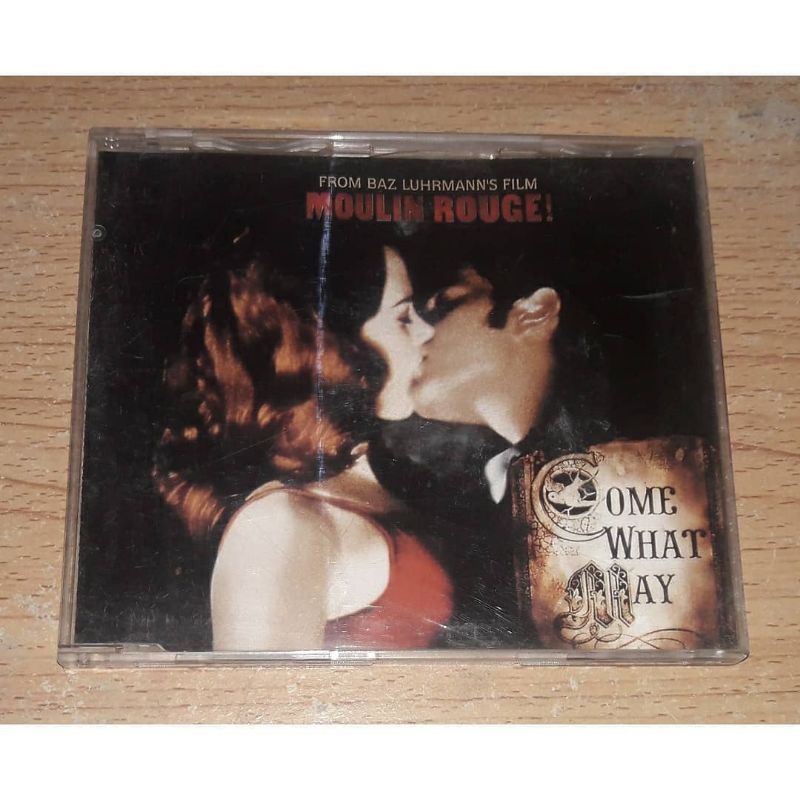 FROM BAZ LUHRMANN'S FILM
MOULIN ROUGE!
COME
WHAT
MAY